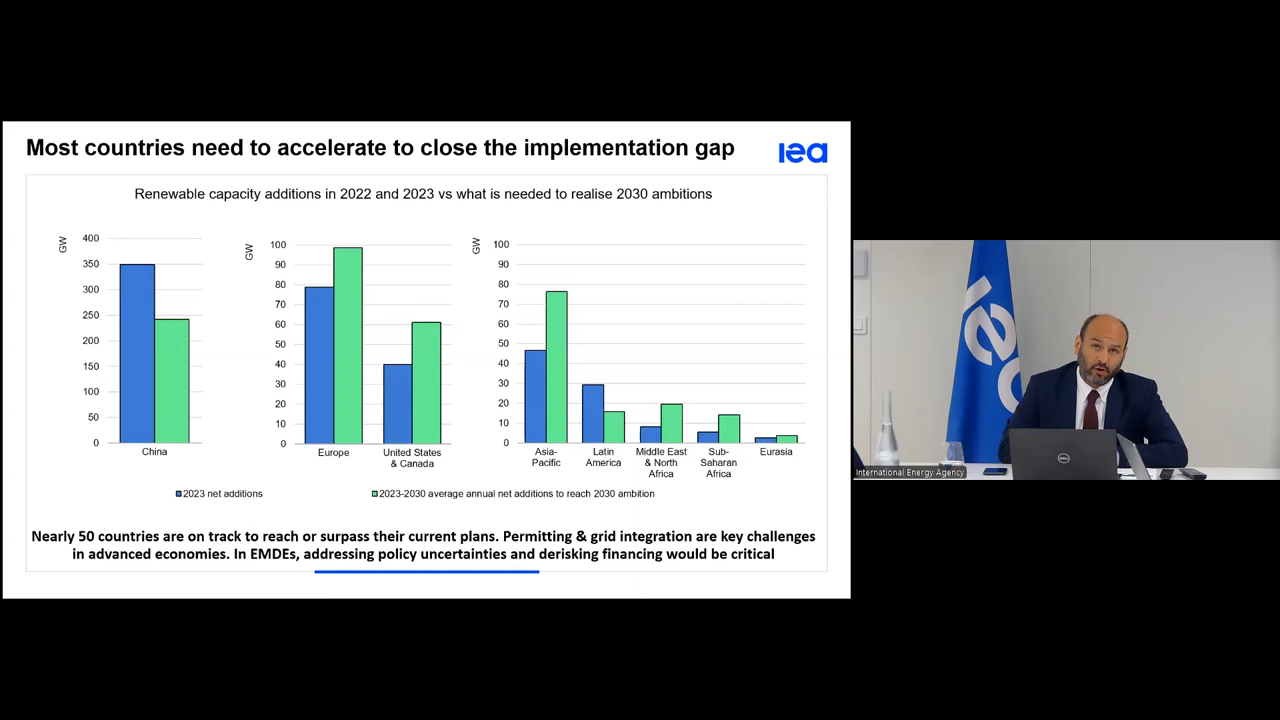 Most countries need to accelerate to close the implementation gap
iea
Renewable capacity additions in 2022 and 2023 vs what is needed to realise 2030 ambitions
GW
400
350
300
250
200
150
100
50
0
China
GW
100
90
80
70
60
50
40
30
20
10
0
Europe
United States
& Canada
GW
100
90
80
70
60
50
40
30
20
10
0
Asia-
Pacific
Latin
America
Middle East
& North
Africa
Sub-
Saharan
Africa
Eurasia
2023 net additions
2023-2030 average annual net additions to reach 2030 ambition
Nearly 50 countries are on track to reach or surpass their current plans. Permitting & grid integration are key challenges
in advanced economies. In EMDEs, addressing policy uncertainties and derisking financing would be critical
iea
DELL
International Energy Agency